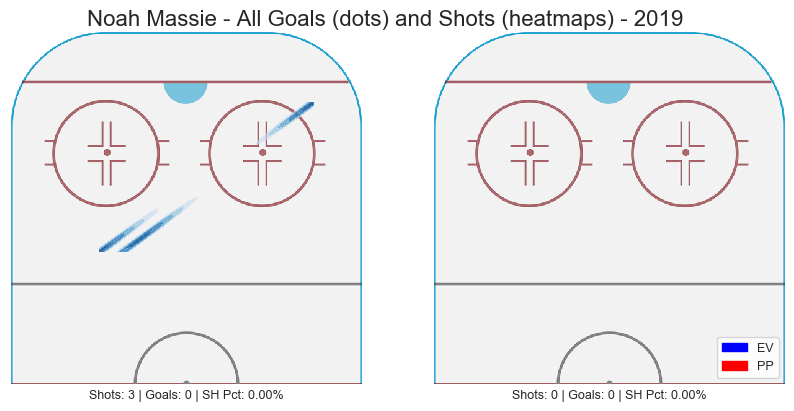 Noah Massie - All Goals (dots) and Shots (heatmaps) - 2019
EV
PP
Shots: 3 | Goals: 0 | SH Pct: 0.00%
Shots: 0 | Goals: 0 | SH Pct: 0.00%